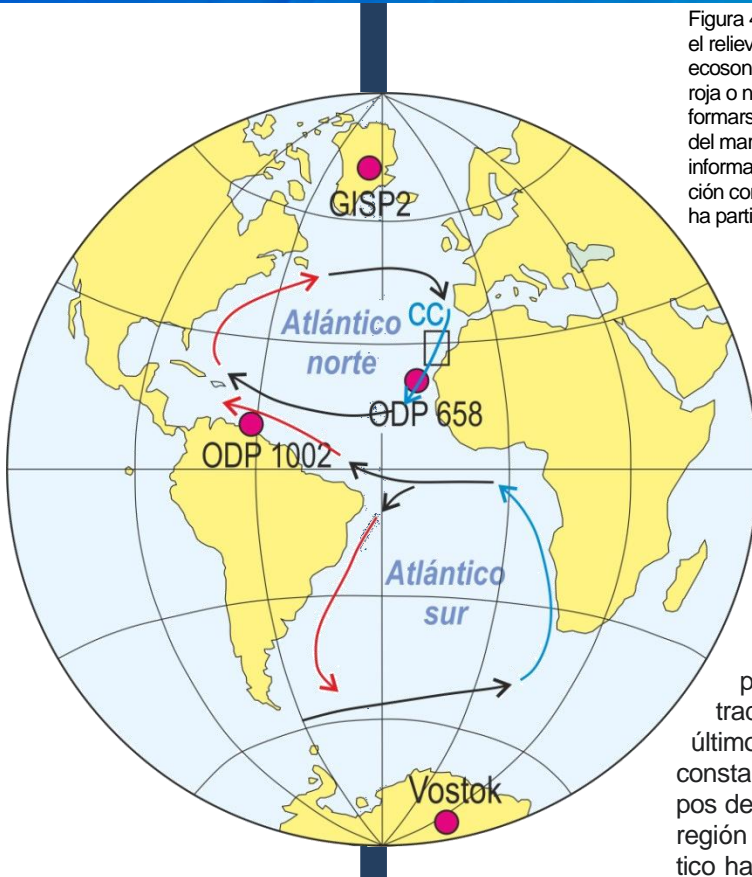 Figura 4
el reliev
ecoson
roja o n
formars
del mar
informa
ción cor
ha parti
GISP2
CC
Atlántico
norte
ODP 658
ODP 1002
Atlántico
sur
Vostok
p
trac
último
consta
pos de
región
tico ha